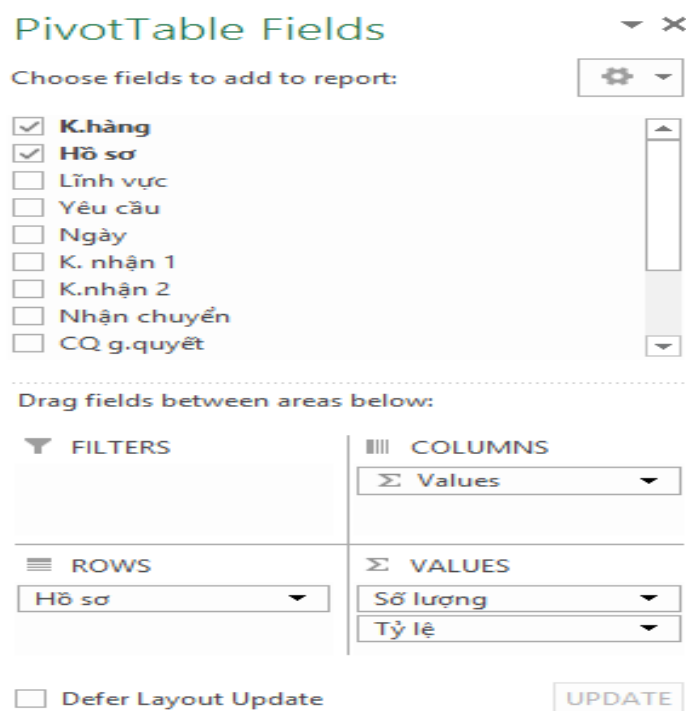 PivotTable Fields
Choose fields to add to report:
K.hàng
Hồ sơ
Lĩnh vực
Yêu cầu
Ngày
K. nhận 1
K.nhận 2
Nhận chuyển
CQ g.quyết
Drag fields between areas below:
FILTERS
COLUMNS
Σ Values
ROWS
Σ VALUES
Hồ sơ
Số lượng
Tỷ lệ
Defer Layout Update
UPDATE